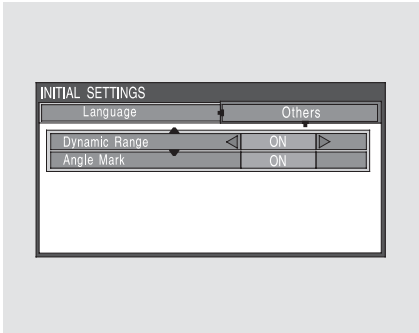 INITIAL SETTINGS
Language Others
Dynamic Range ON
Angle Mark ON